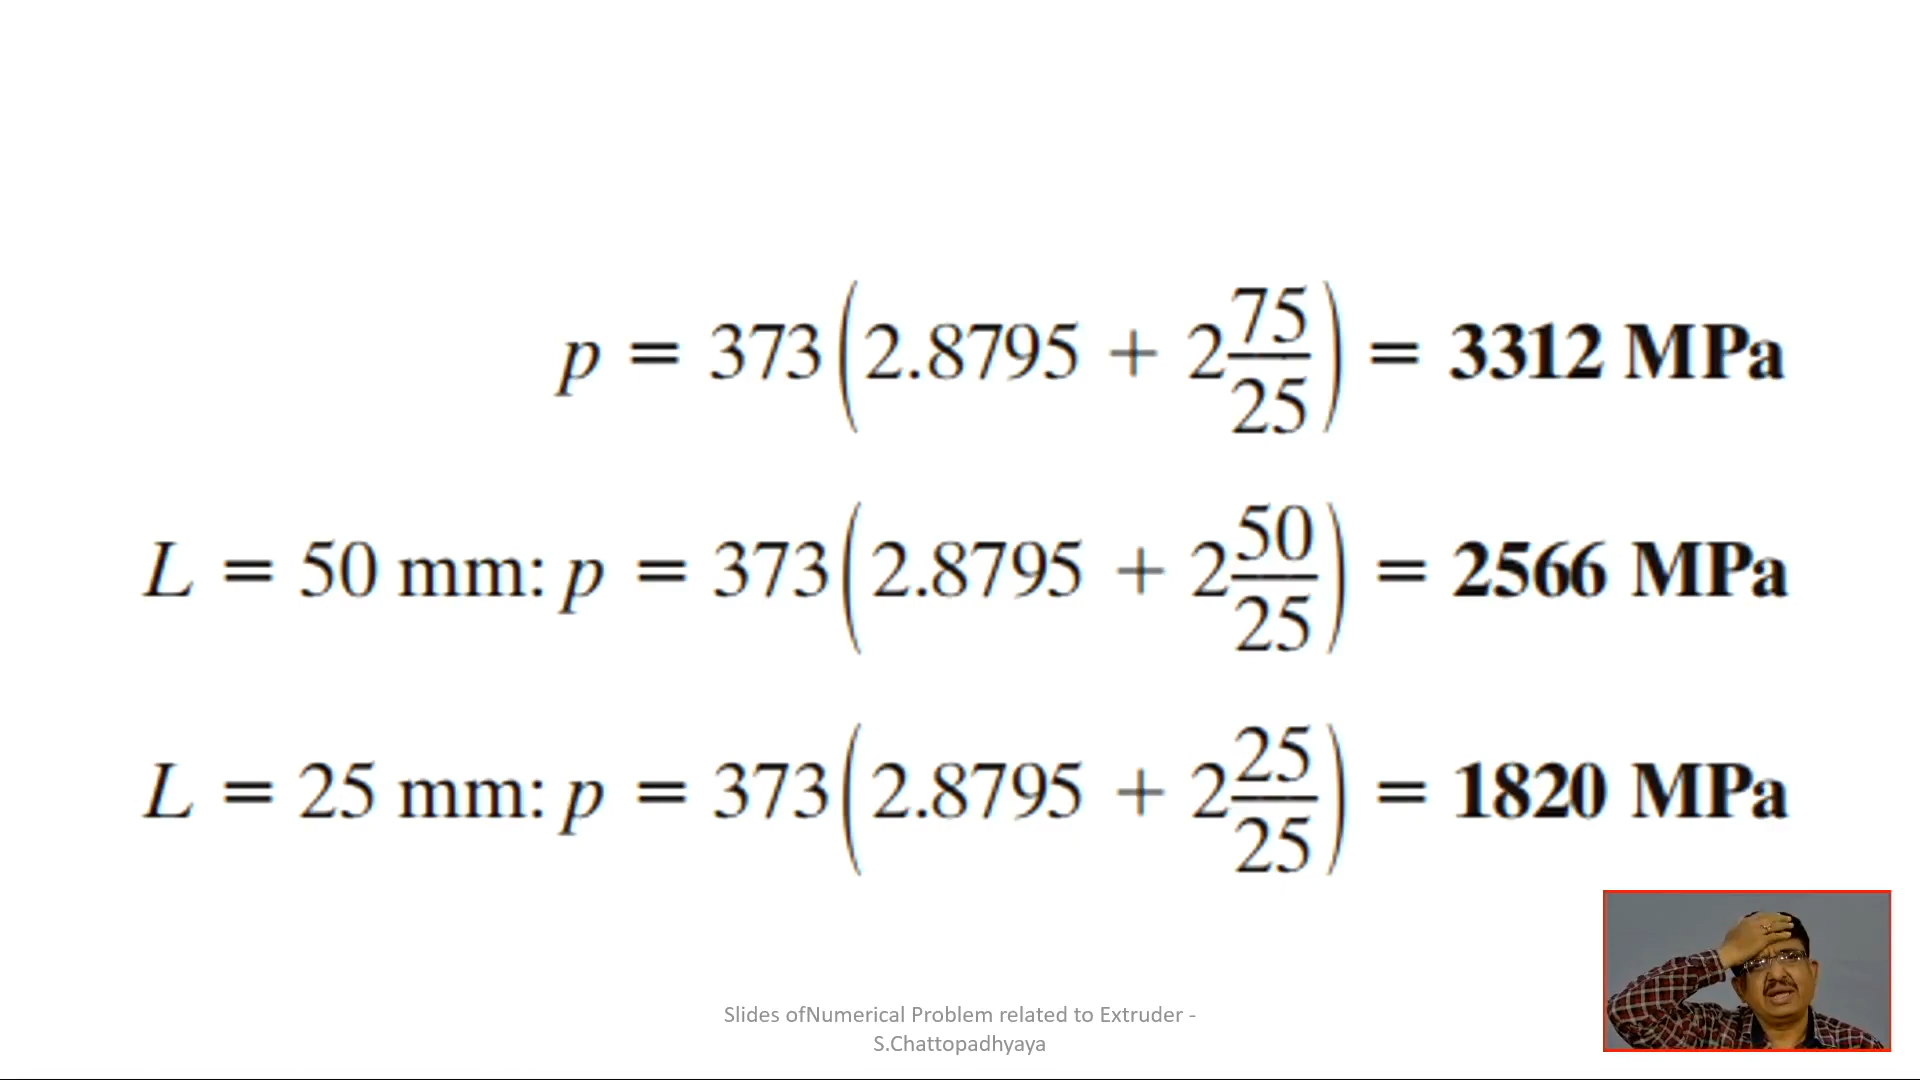 p = 373(2.8795 + 2 75/25) = 3312 MPa
L = 50 mm: p = 373(2.8795 + 2 50/25) = 2566 MPa
L = 25 mm: p = 373(2.8795 + 2 25/25) = 1820 MPa
Slides ofNumerical Problem related to Extruder -
S.Chattopadhyaya